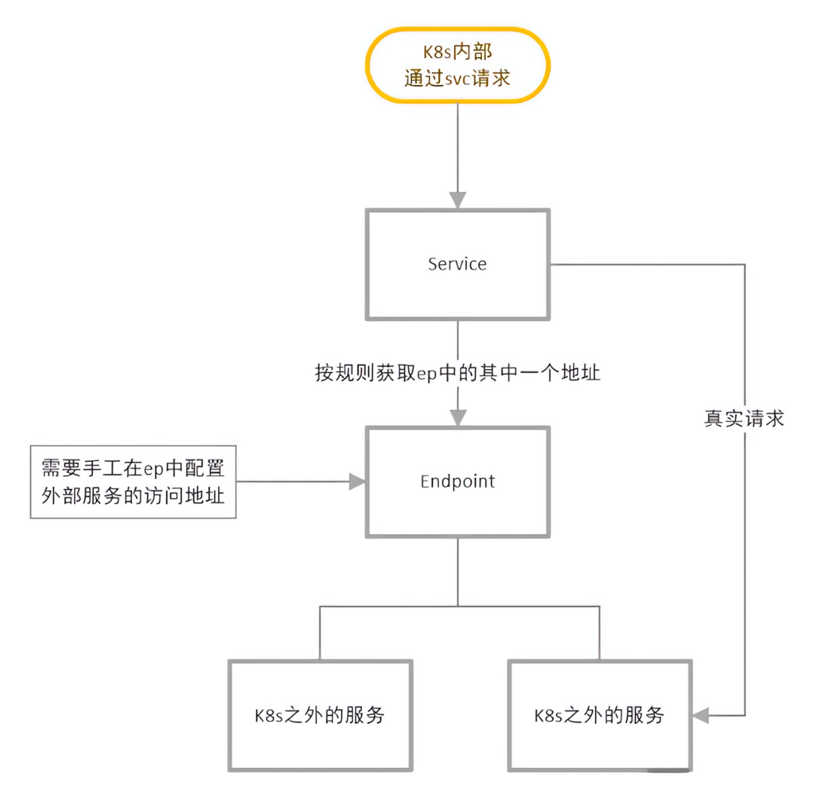 K8s内部
通过svc请求
Service
按规则获取ep中的其中一个地址
真实请求
需要手工在ep中配置
外部服务的访问地址
Endpoint
K8s之外的服务
K8s之外的服务